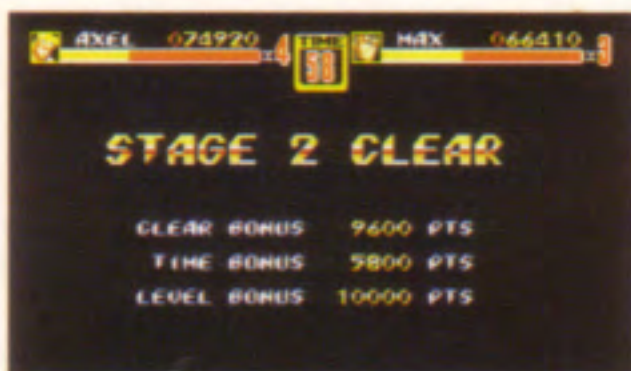 AXEL 074920 =4 TIME MAX 066410 =3
58
STAGE 2 CLEAR
CLEAR BONUS 9600 PTS
TIME BONUS 5800 PTS
LEVEL BONUS 10000 PTS